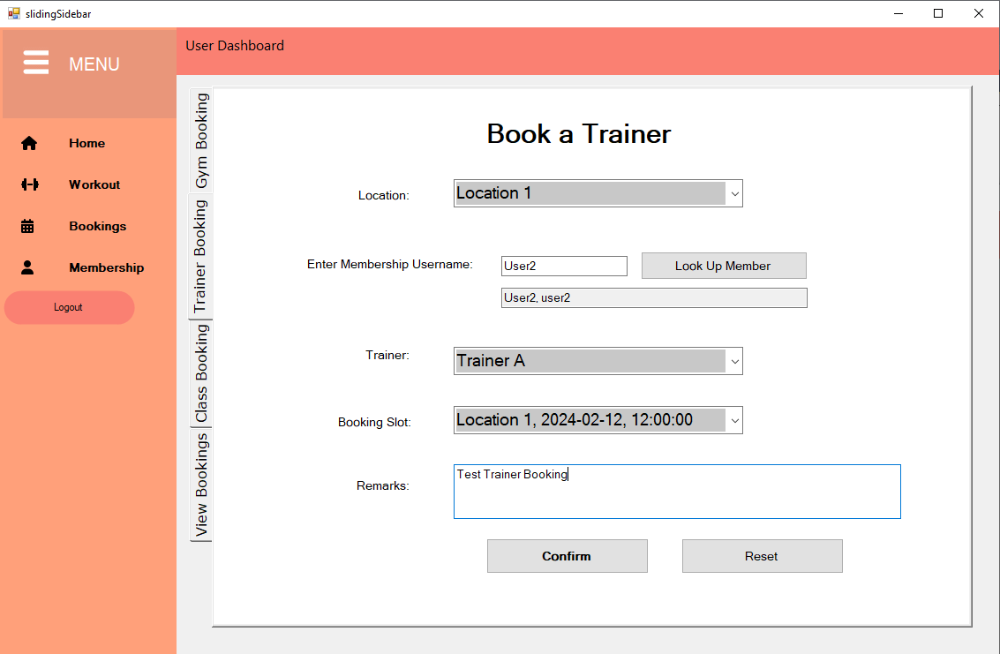 slidingSidebar
MENU
User Dashboard
Home
Workout
Bookings
Membership
Logout
Gym Booking
Trainer Booking
Class Booking
View Bookings
Book a Trainer
Location:
Location 1
Enter Membership Username:
User2
Look Up Member
User2, user2
Trainer:
Trainer A
Booking Slot:
Location 1, 2024-02-12, 12:00:00
Remarks:
Test Trainer Booking
Confirm
Reset